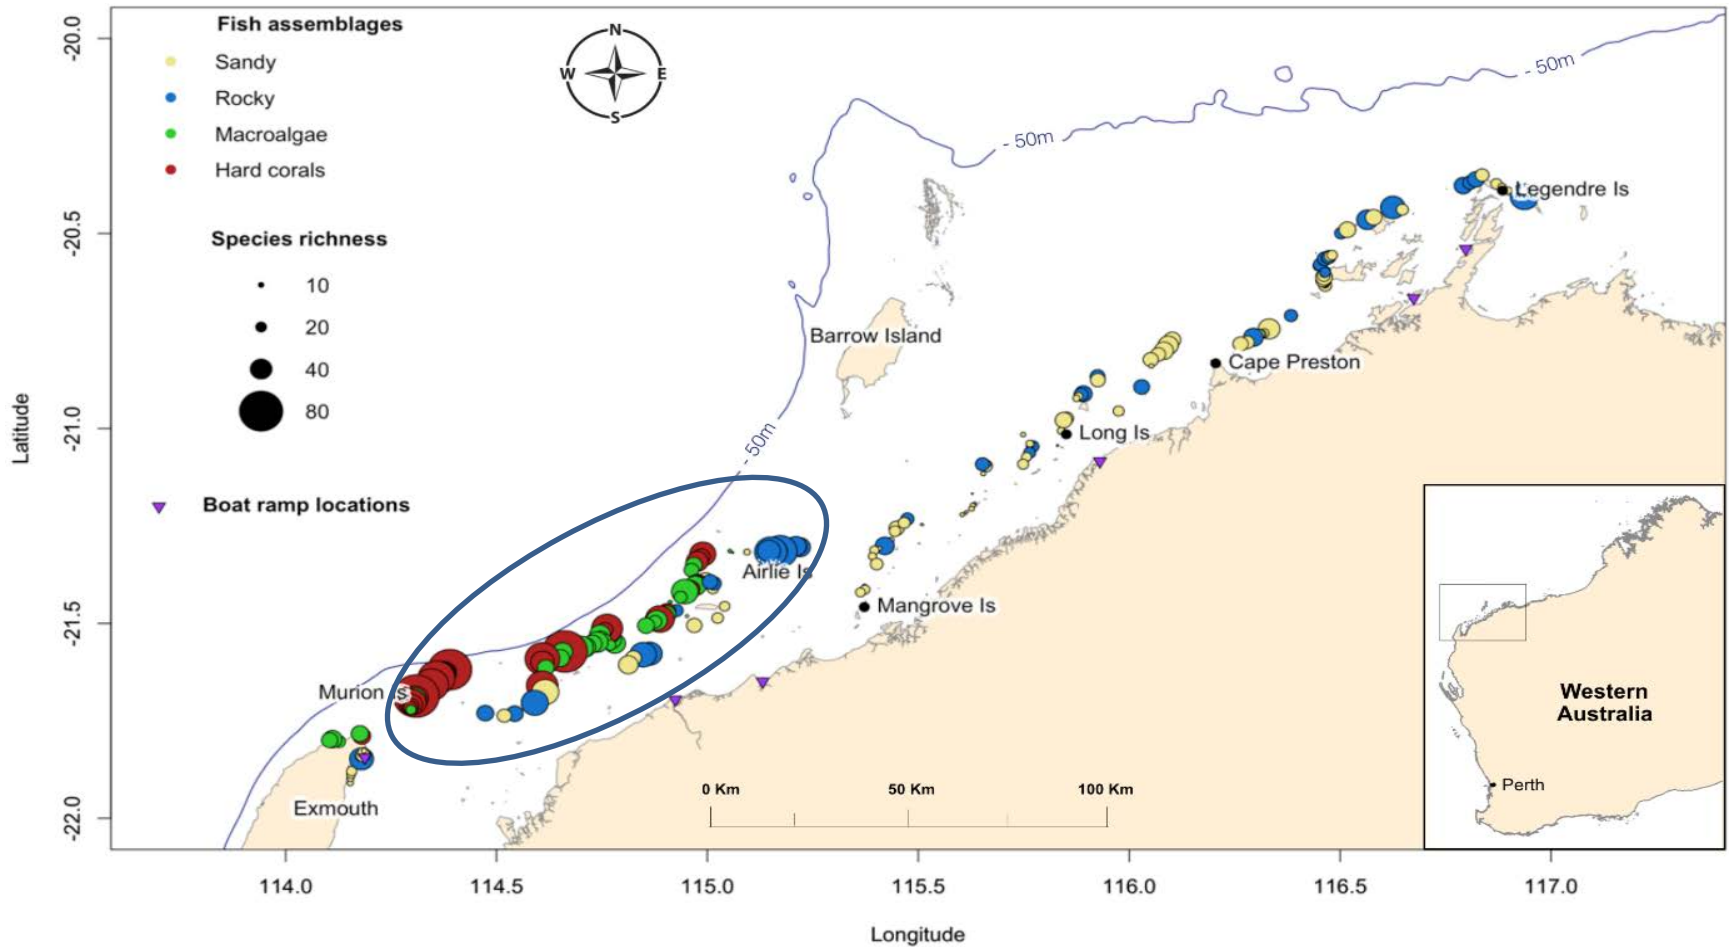 Fish assemblages
Sandy
Rocky
Macroalgae
Hard corals
Species richness
10
20
40
80
Boat ramp locations
N
W
E
S
- 50m
- 50m
- 50m
Legendre Is
Barrow Island
Cape Preston
Long Is
Airlie Is
Mangrove Is
Murion Is
Exmouth
0 Km
50 Km
100 Km
Western
Australia
Perth
Latitude
-20.0
-20.5
-21.0
-21.5
-22.0
114.0
114.5
115.0
115.5
116.0
116.5
117.0
Longitude